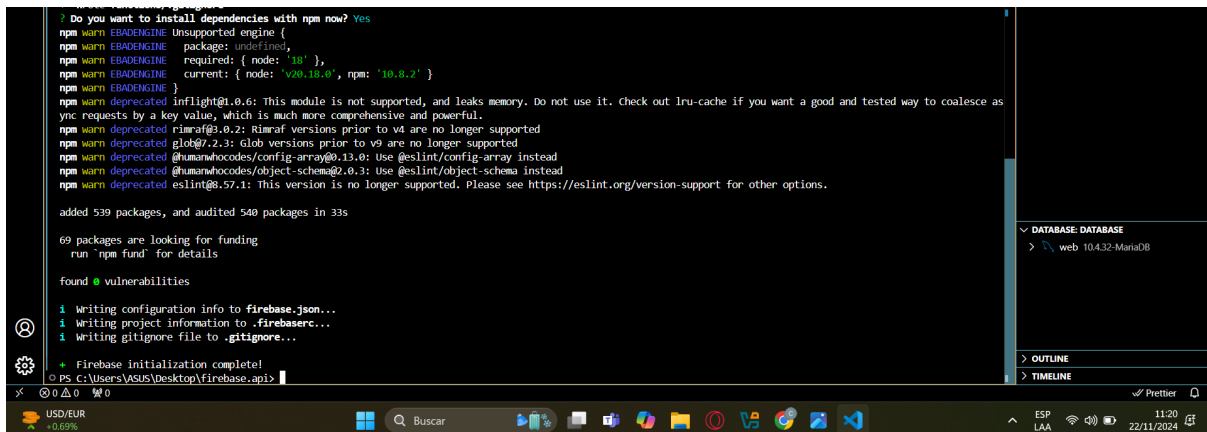 ? Do you want to install dependencies with npm now? Yes
npm warn EBADENGINE Unsupported engine {
npm warn EBADENGINE   package: undefined,
npm warn EBADENGINE   required: { node: '18' },
npm warn EBADENGINE   current: { node: 'v20.18.0', npm: '10.8.2' }
npm warn EBADENGINE }
npm warn deprecated inflight@1.0.6: This module is not supported, and leaks memory. Do not use it. Check out lru-cache if you want a good and tested way to coalesce as
ync requests by a key value, which is much more comprehensive and powerful.
npm warn deprecated rimraf@3.0.2: Rimraf versions prior to v4 are no longer supported
npm warn deprecated glob@7.2.3: Glob versions prior to v9 are no longer supported
npm warn deprecated @humanwhocodes/config-array@0.13.0: Use @eslint/config-array instead
npm warn deprecated @humanwhocodes/object-schema@2.0.3: Use @eslint/object-schema instead
npm warn deprecated eslint@8.57.1: This version is no longer supported. Please see https://eslint.org/version-support for other options.
added 539 packages, and audited 540 packages in 33s
69 packages are looking for funding
run `npm fund` for details
found 0 vulnerabilities
i Writing configuration info to firebase.json...
i Writing project information to .firebaserc...
i Writing gitignore file to .gitignore...
+ Firebase initialization complete!
PS C:\Users\ASUS\Desktop\firebase.api>
DATABASE: DATABASE
web 10.4.32-MariaDB
OUTLINE
TIMELINE
0 0 0
Prettier
USD/EUR
+0.69%
Buscar
ESP
LAA
11:20
22/11/2024